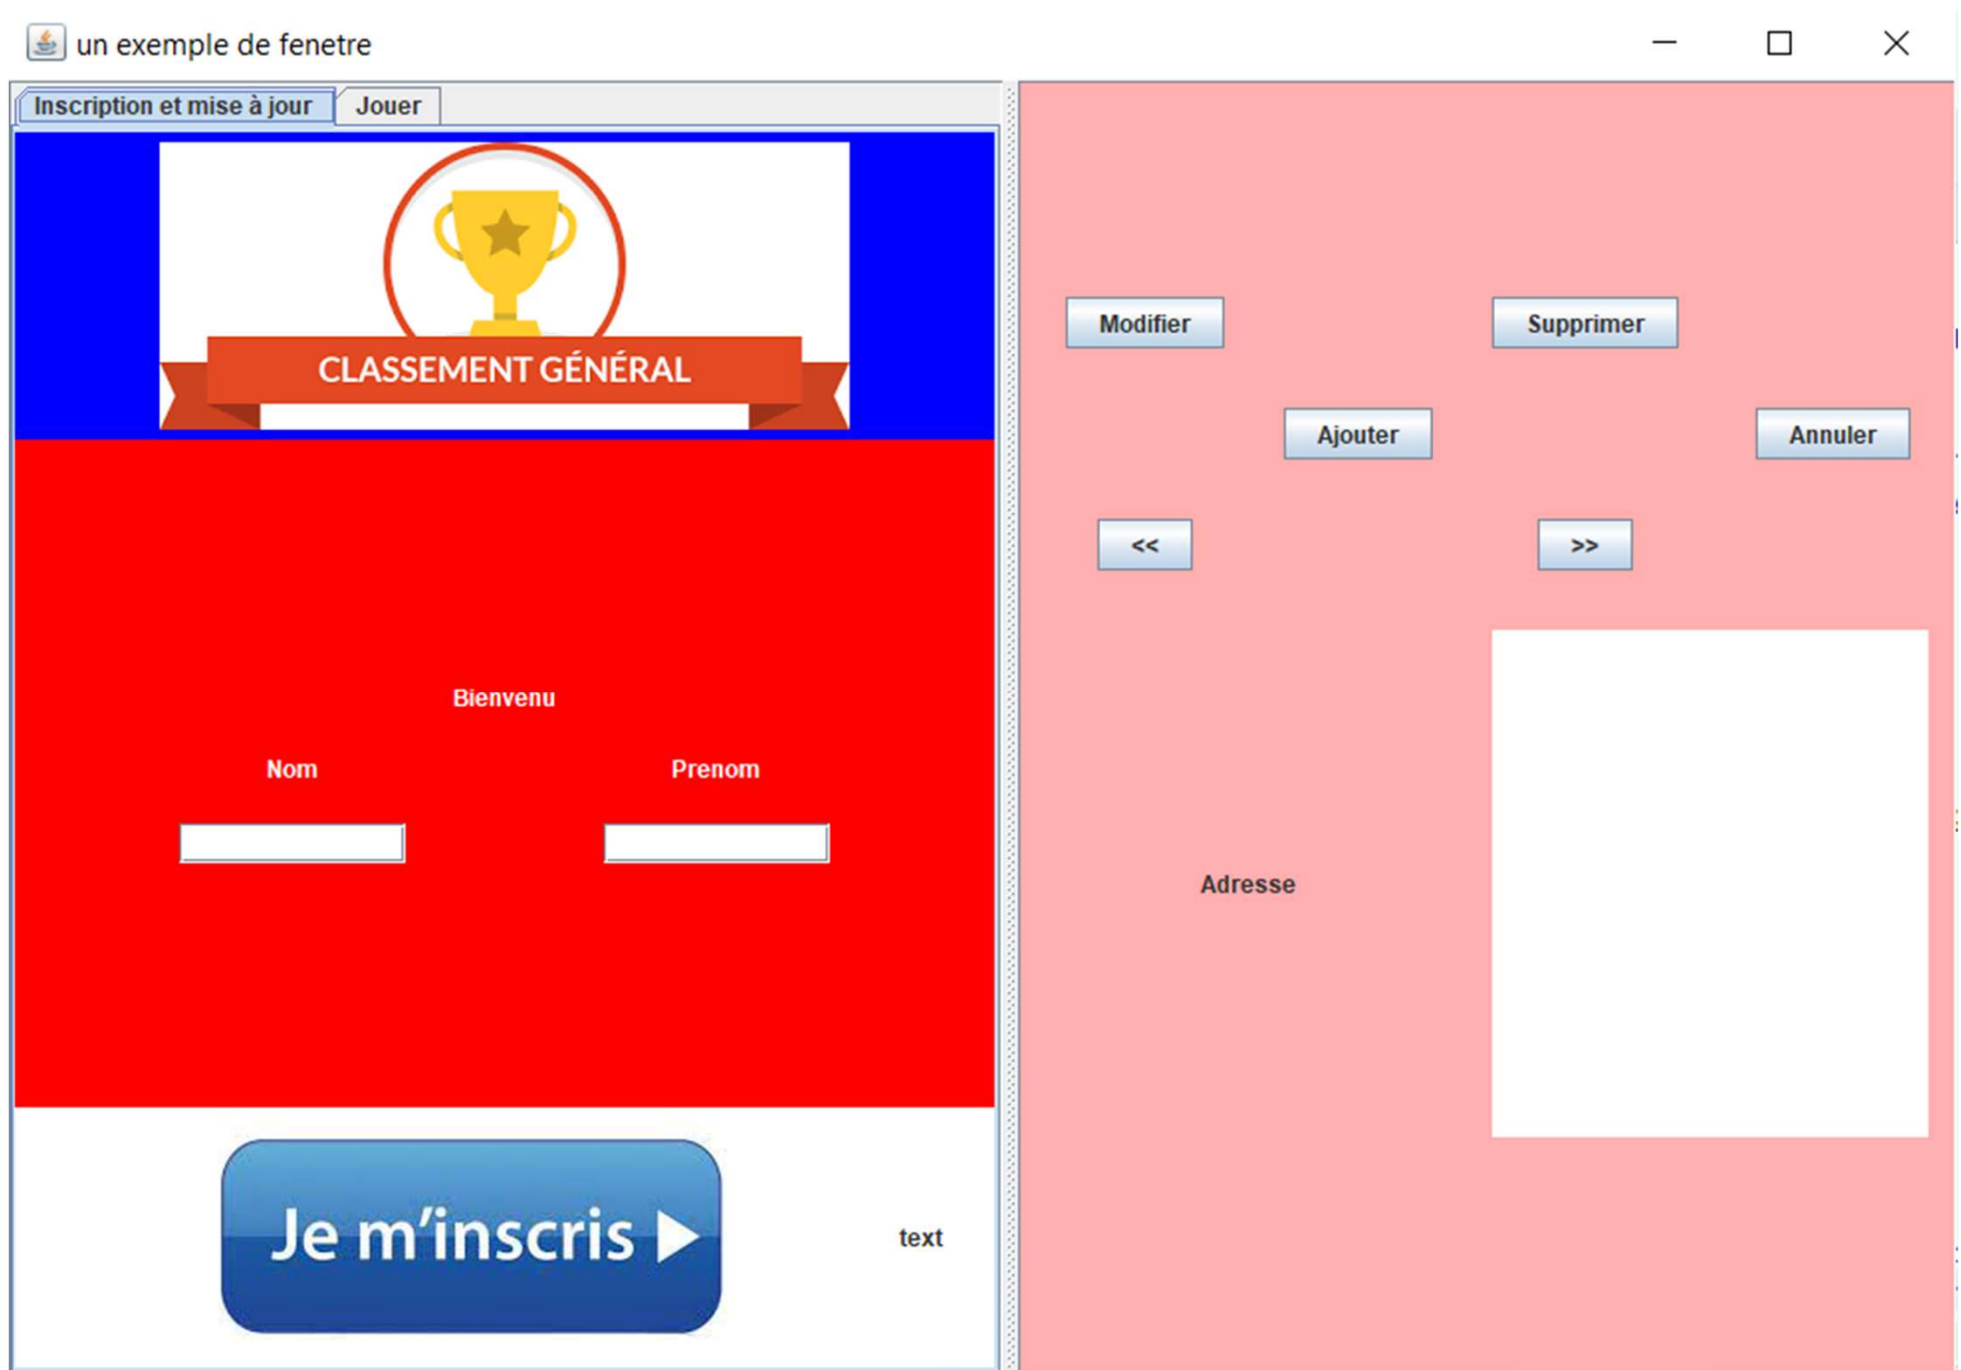 un exemple de fenetre
Inscription et mise à jour
Jouer
CLASSEMENT GÉNÉRAL
Bienvenu
Nom
Prenom
Je m'inscris
text
Modifier
Supprimer
Ajouter
Annuler
<<
>>
Adresse